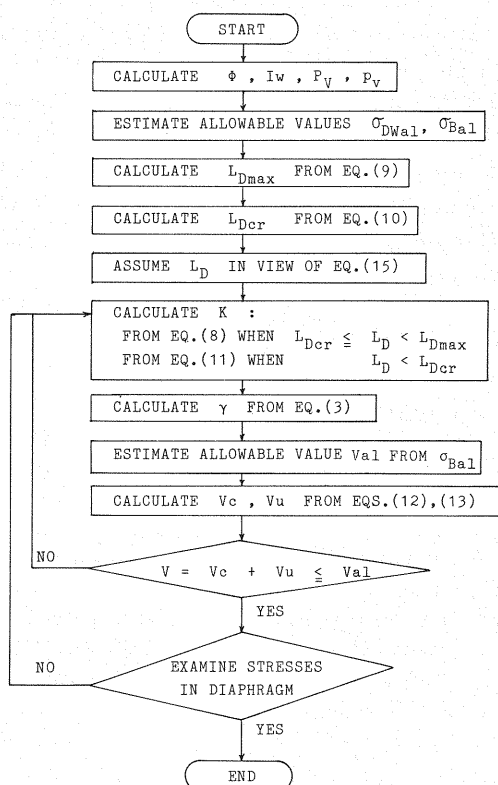 START
CALCULATE Φ , Iw , P_V , p_v
ESTIMATE ALLOWABLE VALUES σ_DWal, σ_Bal
CALCULATE L_Dmax FROM EQ.(9)
CALCULATE L_Dcr FROM EQ.(10)
ASSUME L_D IN VIEW OF EQ.(15)
CALCULATE K :
FROM EQ.(8) WHEN L_Dcr ≦ L_D < L_Dmax
FROM EQ.(11) WHEN L_D < L_Dcr
CALCULATE γ FROM EQ.(3)
ESTIMATE ALLOWABLE VALUE Val FROM σ_Bal
CALCULATE Vc , Vu FROM EQS.(12),(13)
NO
V = Vc + Vu ≦ Val
YES
NO
EXAMINE STRESSES
IN DIAPHRAGM
YES
END